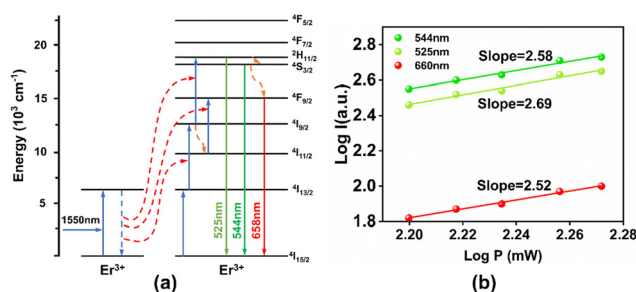 Energy (10³ cm⁻¹)
20
15
10
5
0
⁴F₅/₂
⁴F₇/₂
²H₁₁/₂
⁴S₃/₂
⁴F₉/₂
⁴I₉/₂
⁴I₁₁/₂
⁴I₁₃/₂
⁴I₁₅/₂
1550nm
525nm
544nm
658nm
Er³⁺
Er³⁺
(a)
Log I(a.u.)
2.8
2.6
2.4
2.2
2.0
1.8
544nm
525nm
660nm
Slope=2.58
Slope=2.69
Slope=2.52
2.20 2.22 2.24 2.26 2.28
Log P (mW)
(b)